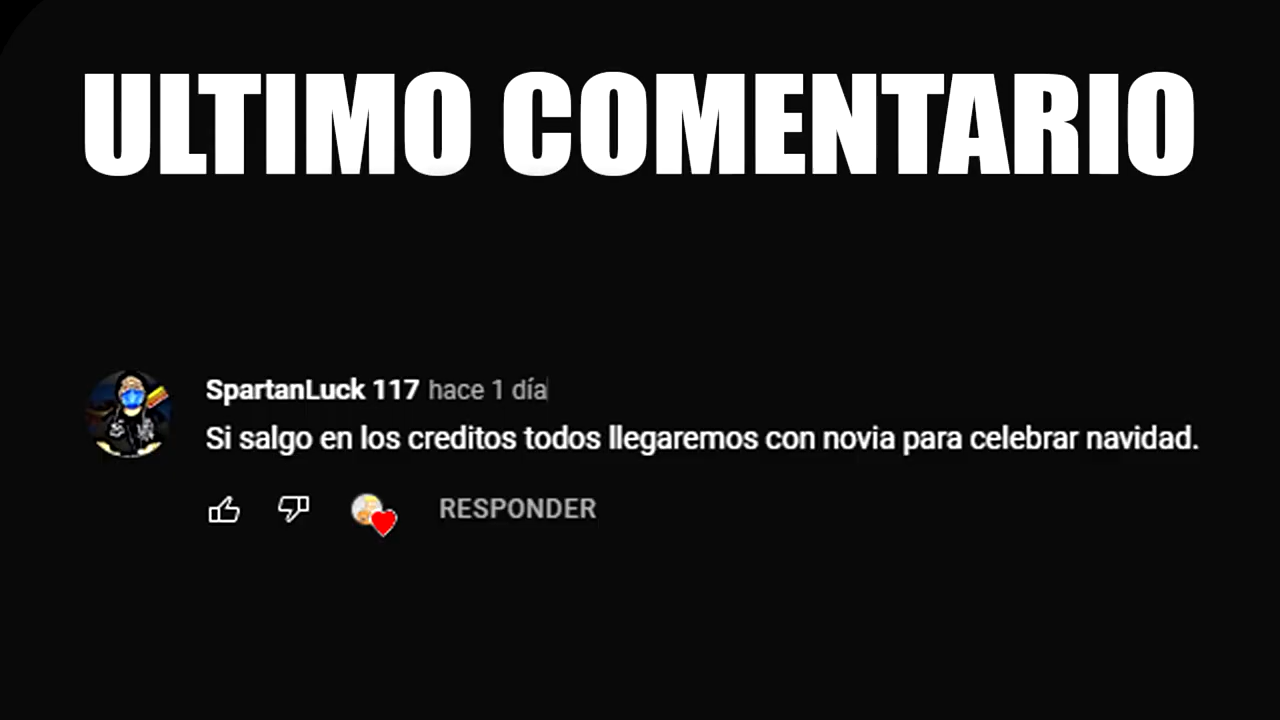 ULTIMO COMENTARIO
SpartanLuck 117 hace 1 día
Si salgo en los creditos todos llegaremos con novia para celebrar navidad.
RESPONDER